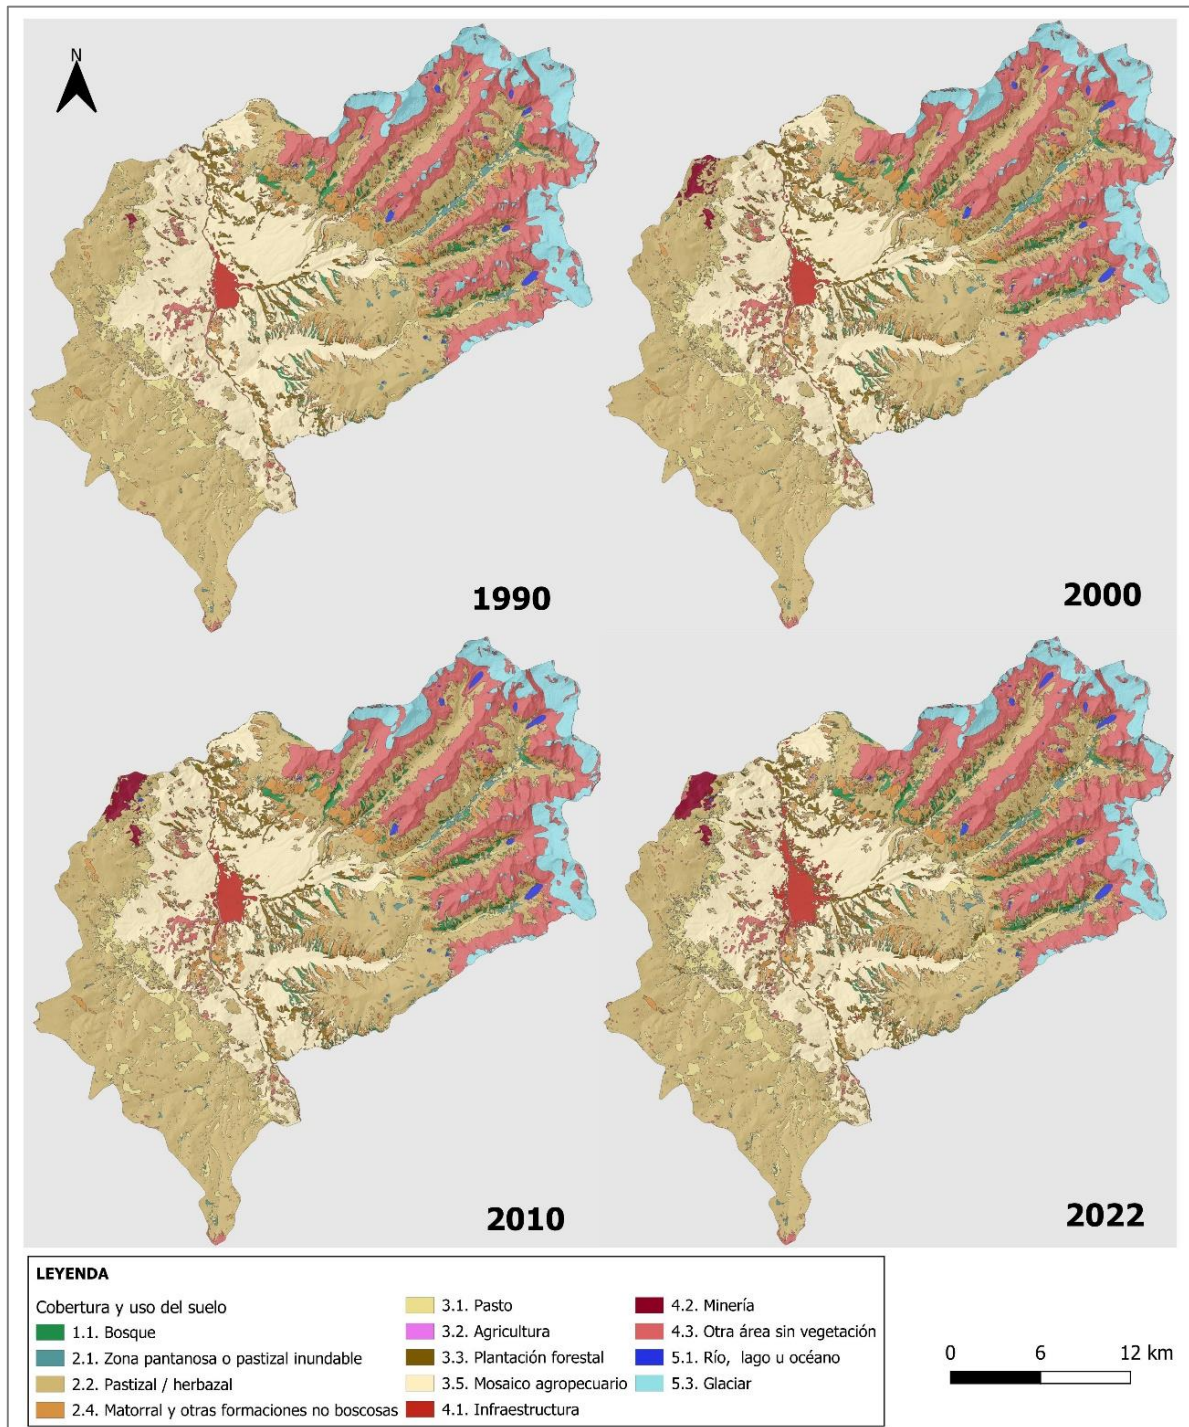 N
1990
2000
2010
2022
LEYENDA
Cobertura y uso del suelo
1.1. Bosque
2.1. Zona pantanosa o pastizal inundable
2.2. Pastizal / herbazal
2.4. Matorral y otras formaciones no boscosas
3.1. Pasto
3.2. Agricultura
3.3. Plantación forestal
3.5. Mosaico agropecuario
4.1. Infraestructura
4.2. Minería
4.3. Otra área sin vegetación
5.1. Río, lago u océano
5.3. Glaciar
0 6 12 km